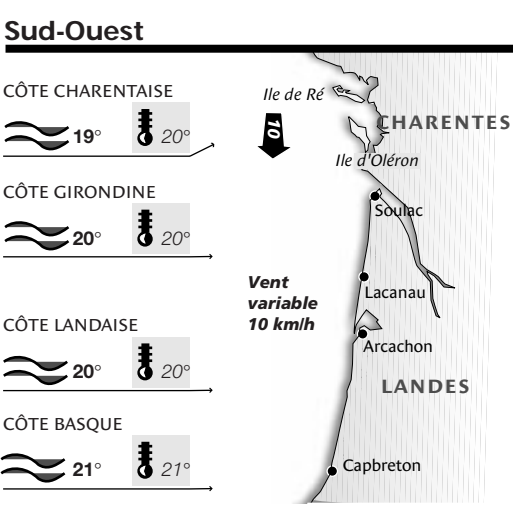 Sud-Ouest
CÔTE CHARENTAISE
19° 20°
CÔTE GIRONDINE
20° 20°
CÔTE LANDAISE
20° 20°
CÔTE BASQUE
21° 21°
Ile de Ré
CHARENTES
10
Ile d'Oléron
Soulac
Vent
variable
10 km/h
Lacanau
Arcachon
LANDES
Capbreton